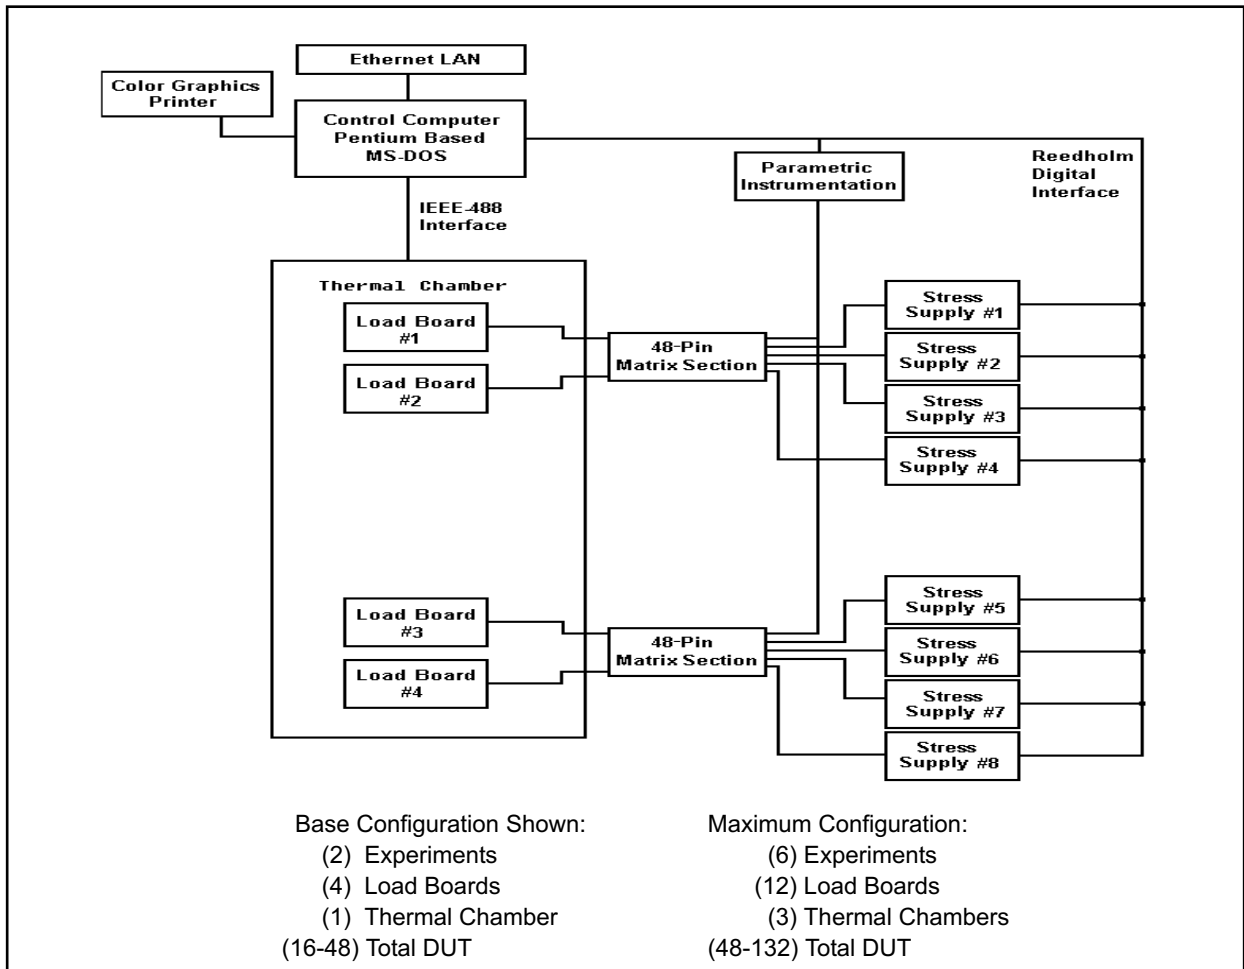 Ethernet LAN
Color Graphics
Printer
Control Computer
Pentium Based
MS-DOS
Parametric
Instrumentation
Reedholm
Digital
Interface
IEEE-488
Interface
Thermal Chamber
Load Board
#1
Load Board
#2
48-Pin
Matrix Section
Stress
Supply #1
Stress
Supply #2
Stress
Supply #3
Stress
Supply #4
Load Board
#3
Load Board
#4
48-Pin
Matrix Section
Stress
Supply #5
Stress
Supply #6
Stress
Supply #7
Stress
Supply #8
Base Configuration Shown:
(2) Experiments
(4) Load Boards
(1) Thermal Chamber
(16-48) Total DUT
Maximum Configuration:
(6) Experiments
(12) Load Boards
(3) Thermal Chambers
(48-132) Total DUT